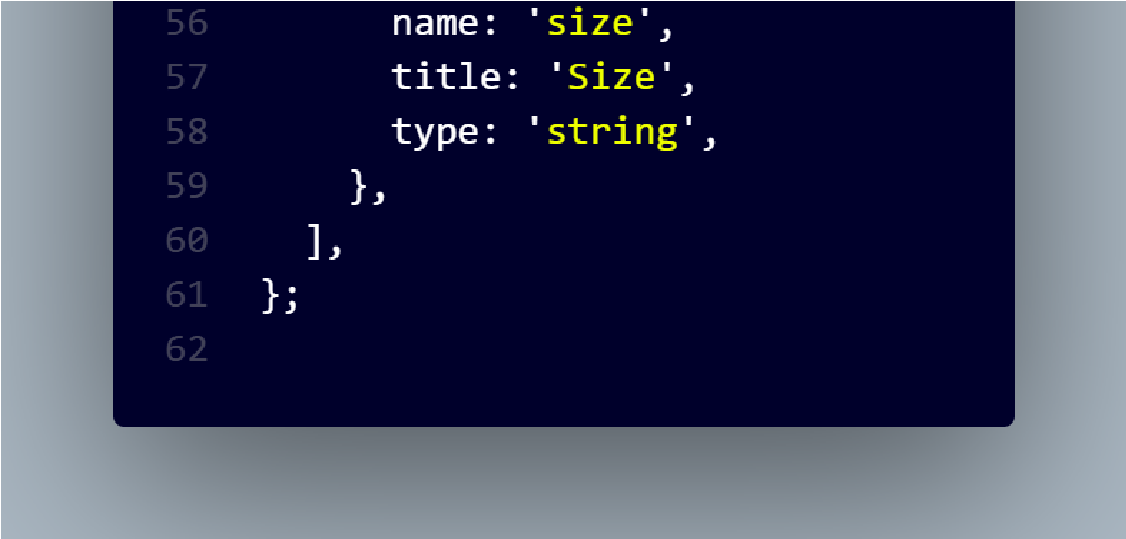 56 name: 'size',
57 title: 'Size',
58 type: 'string',
59 },
60 ],
61 };
62